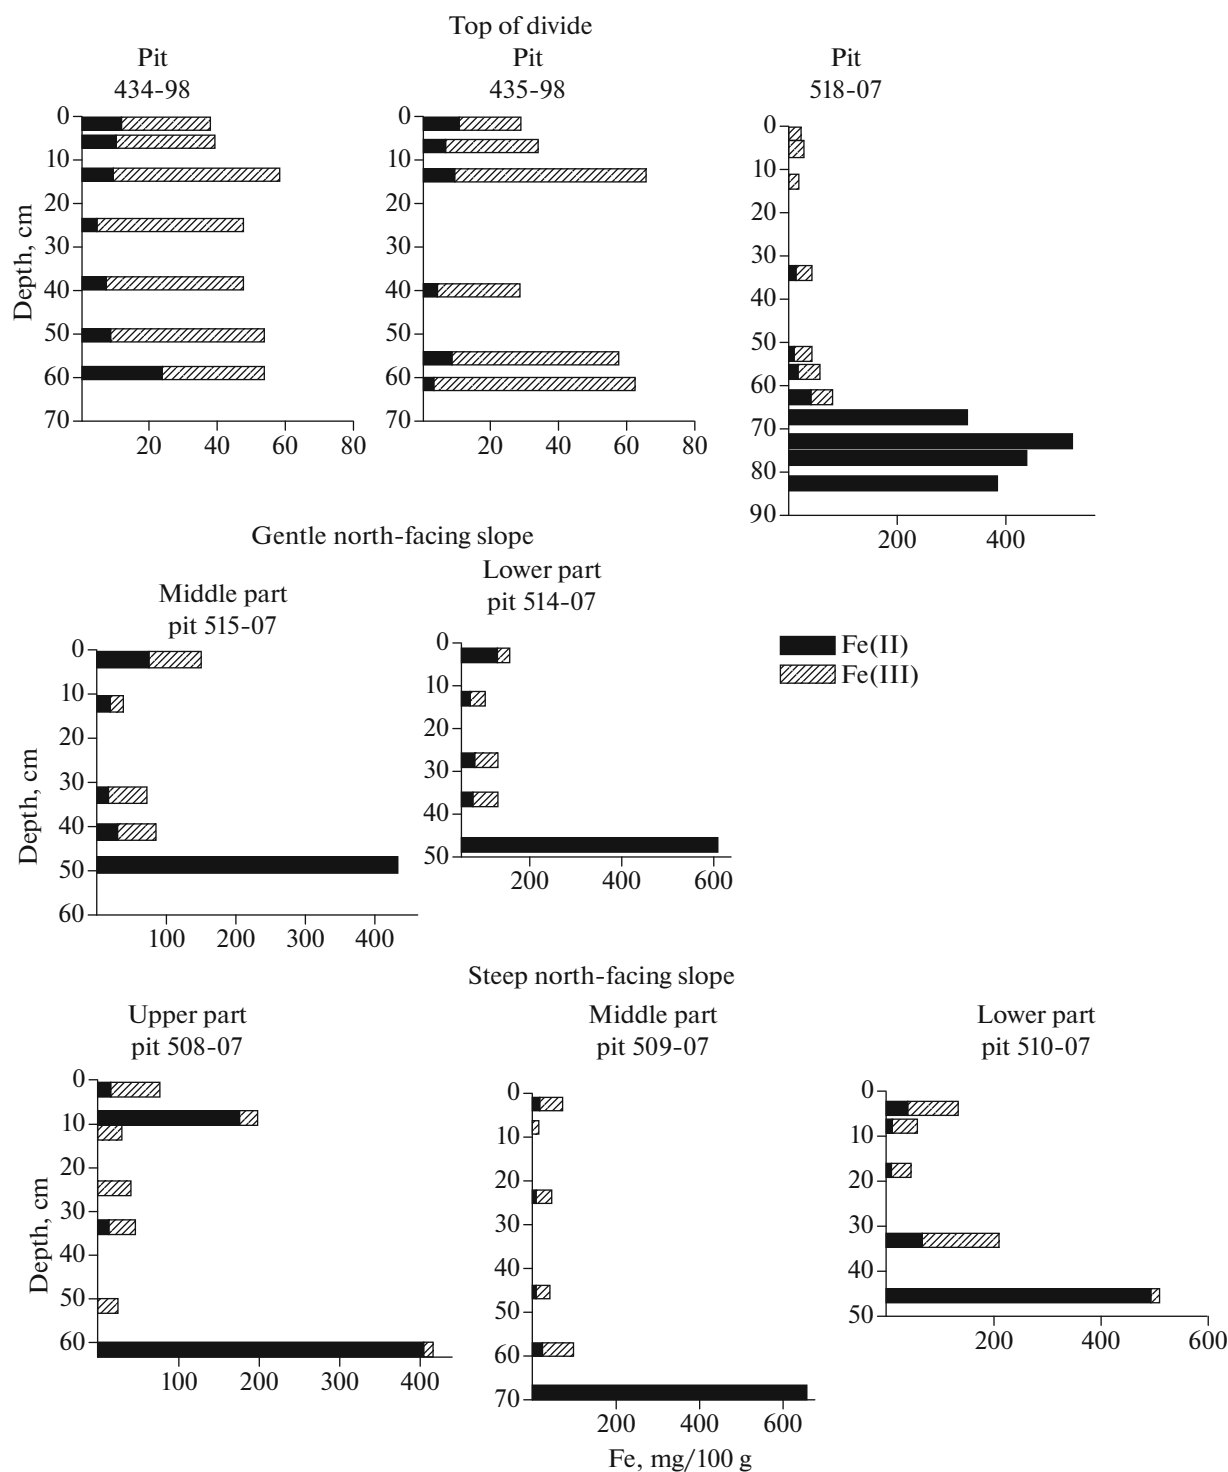 Top of divide
Pit
434-98
Pit
435-98
Pit
518-07
Depth, cm
0
10
20
30
40
50
60
70
20 40 60 80
0
10
20
30
40
50
60
70
20 40 60 80
0
10
20
30
40
50
60
70
80
90
200 400
Gentle north-facing slope
Middle part
pit 515-07
Lower part
pit 514-07
Depth, cm
0
10
20
30
40
50
60
100 200 300 400
0
10
20
30
40
50
200 400 600
Fe(II)
Fe(III)
Steep north-facing slope
Upper part
pit 508-07
Middle part
pit 509-07
Lower part
pit 510-07
Depth, cm
0
10
20
30
40
50
60
100 200 300 400
0
10
20
30
40
50
60
70
200 400 600
0
10
20
30
40
50
200 400 600
Fe, mg/100 g